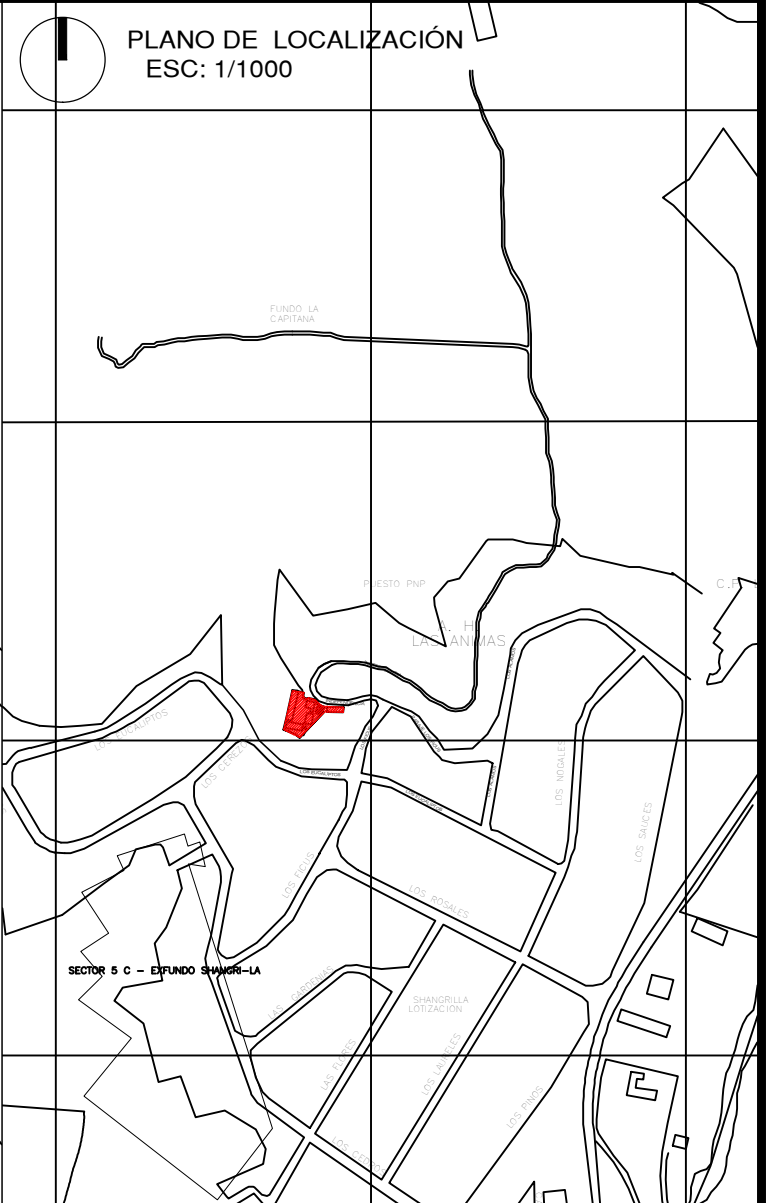 PLANO DE LOCALIZACIÓN
ESC: 1/1000
FUNDO LA
CAPITANA
PUESTO PNP
C.P.
A. H.
LAS ANIMAS
LOS EUCALIPTOS
LOS CEREZOS
LOS EUCALIPTOS
LOS NOGALES
LOS SAUCES
LOS FICUS
LOS ROSALES
SECTOR 5 C - EXFUNDO SHANGRI-LA
LAS GARDENIAS
SHANGRILLA
LOTIZACION
LAS FLORES
LOS LAURELES
LOS PINOS
LOS CEDROS